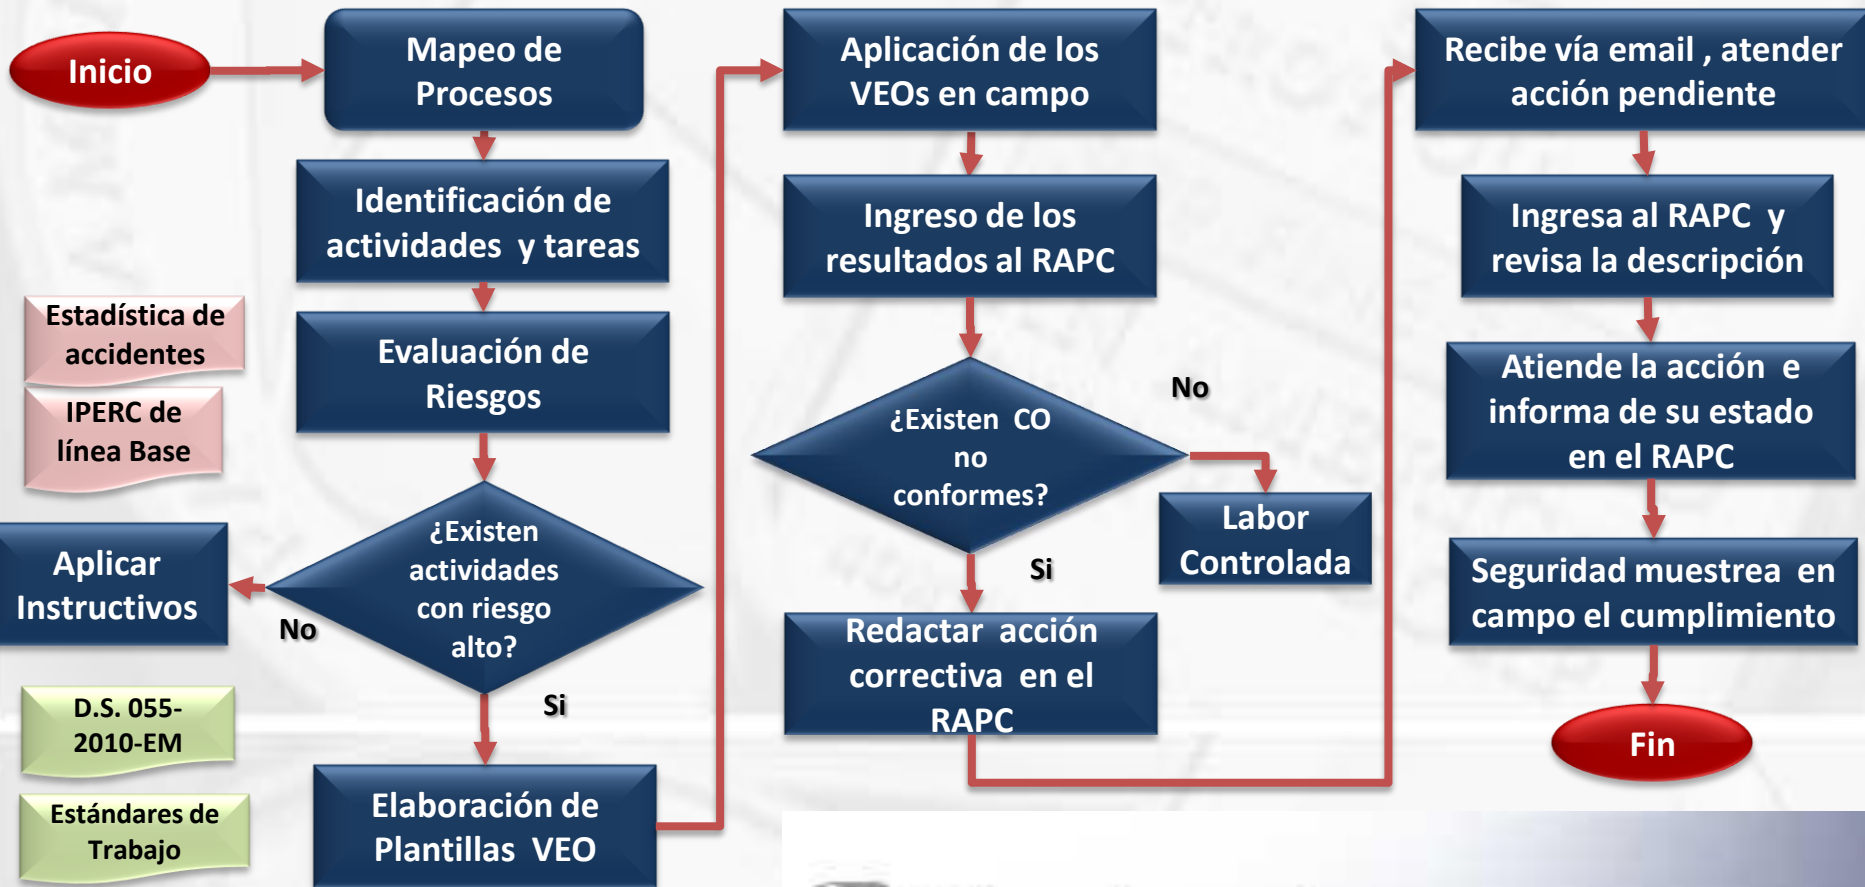 Inicio
Mapeo de
Procesos
Identificación de
actividades y tareas
Estadística de
accidentes
IPERC de
línea Base
Evaluación de
Riesgos
¿Existen
actividades
con riesgo
alto?
No
Aplicar
Instructivos
Si
D.S. 055-
2010-EM
Estándares de
Trabajo
Elaboración de
Plantillas VEO
Aplicación de los
VEOs en campo
Ingreso de los
resultados al RAPC
¿Existen CO
no
conformes?
No
Labor
Controlada
Si
Redactar acción
correctiva en el
RAPC
Recibe vía email , atender
acción pendiente
Ingresa al RAPC y
revisa la descripción
Atiende la acción e
informa de su estado
en el RAPC
Seguridad muestrea en
campo el cumplimiento
Fin